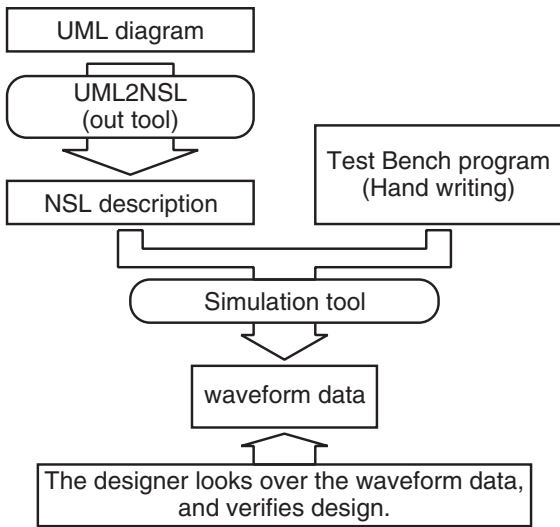 UML diagram
UML2NSL
(out tool)
NSL description
Test Bench program
(Hand writing)
Simulation tool
waveform data
The designer looks over the waveform data,
and verifies design.